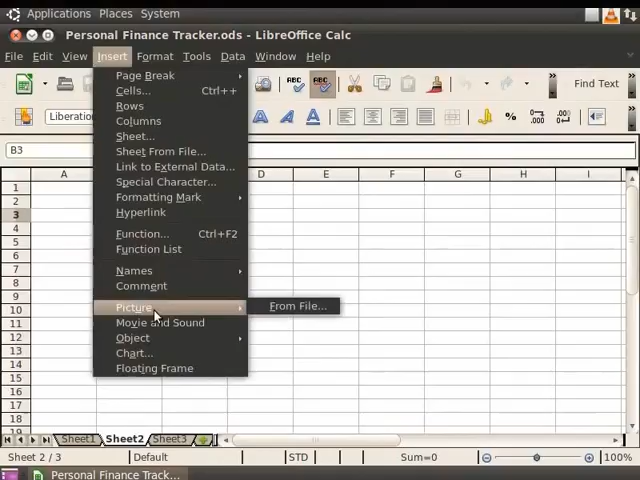 Applications Places System
Personal Finance Tracker.ods - LibreOffice Calc
File Edit View Insert Format Tools Data Window Help
Page Break
Cells... Ctrl++
Rows
Columns
Sheet...
Sheet From File...
Link to External Data...
Special Character...
Formatting Mark
Hyperlink
Function... Ctrl+F2
Function List
Names
Comment
Picture
From File...
Movie and Sound
Object
Chart...
Floating Frame
ABC ABC Find Text
Liberation
%
B3
A D E F G H I
1
2
3
4
5
6
7
8
9
10
11
12
13
14
15
16
17
18
19
Sheet1 Sheet2 Sheet3
Sheet 2 / 3 Default STD Sum=0 100%
Personal Finance Track...